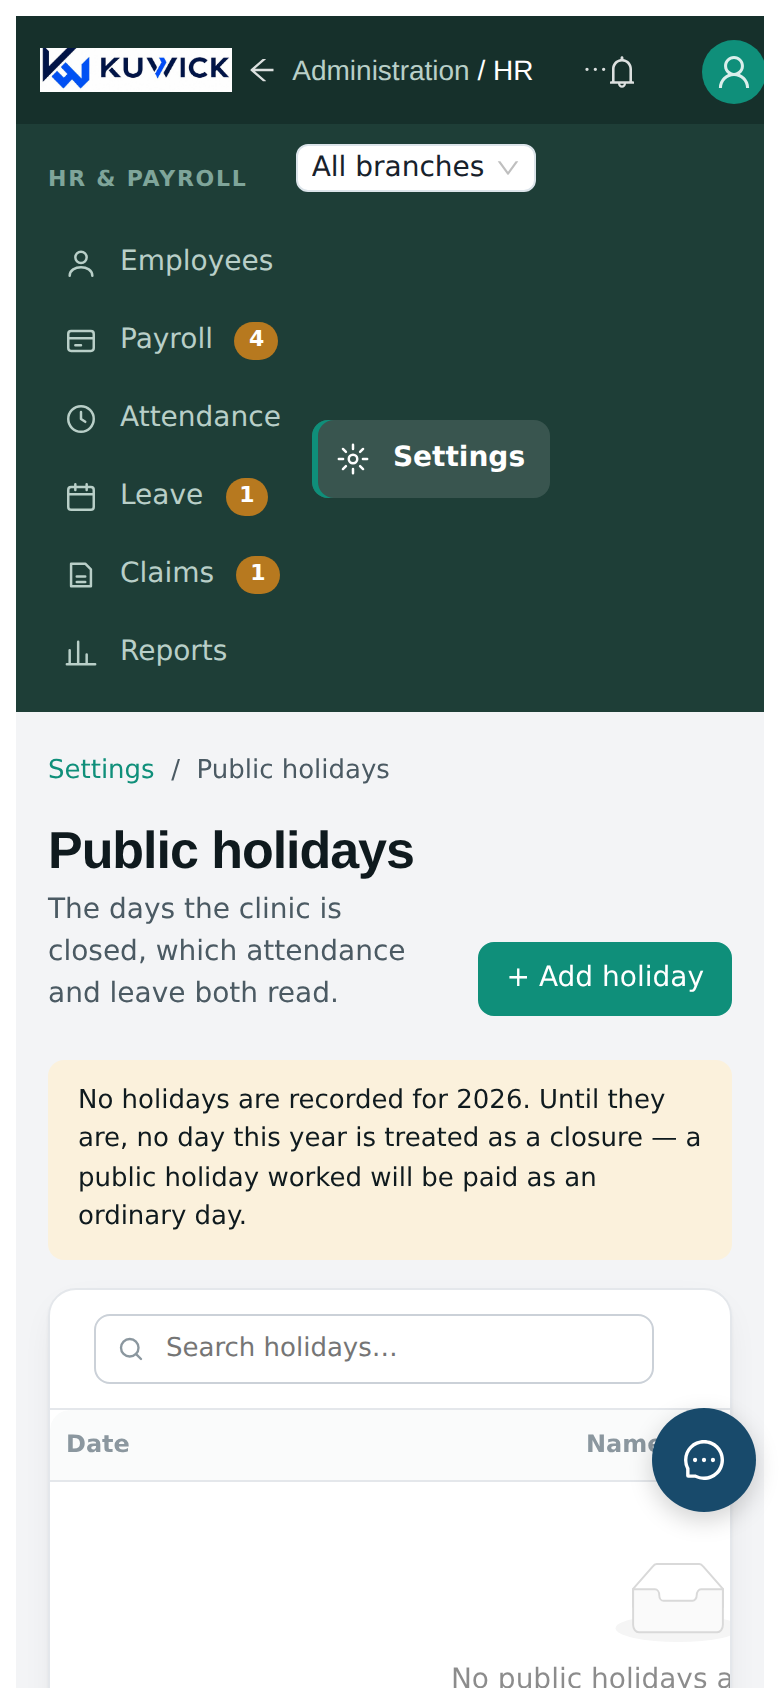 KUWICK
Administration / HR
HR & PAYROLL
All branches
Employees
Payroll 4
Attendance
Settings
Leave 1
Claims 1
Reports
Settings / Public holidays
Public holidays
The days the clinic is
closed, which attendance
and leave both read.
+ Add holiday
No holidays are recorded for 2026. Until they
are, no day this year is treated as a closure — a
public holiday worked will be paid as an
ordinary day.
Search holidays...
Date
Name
No public holidays a